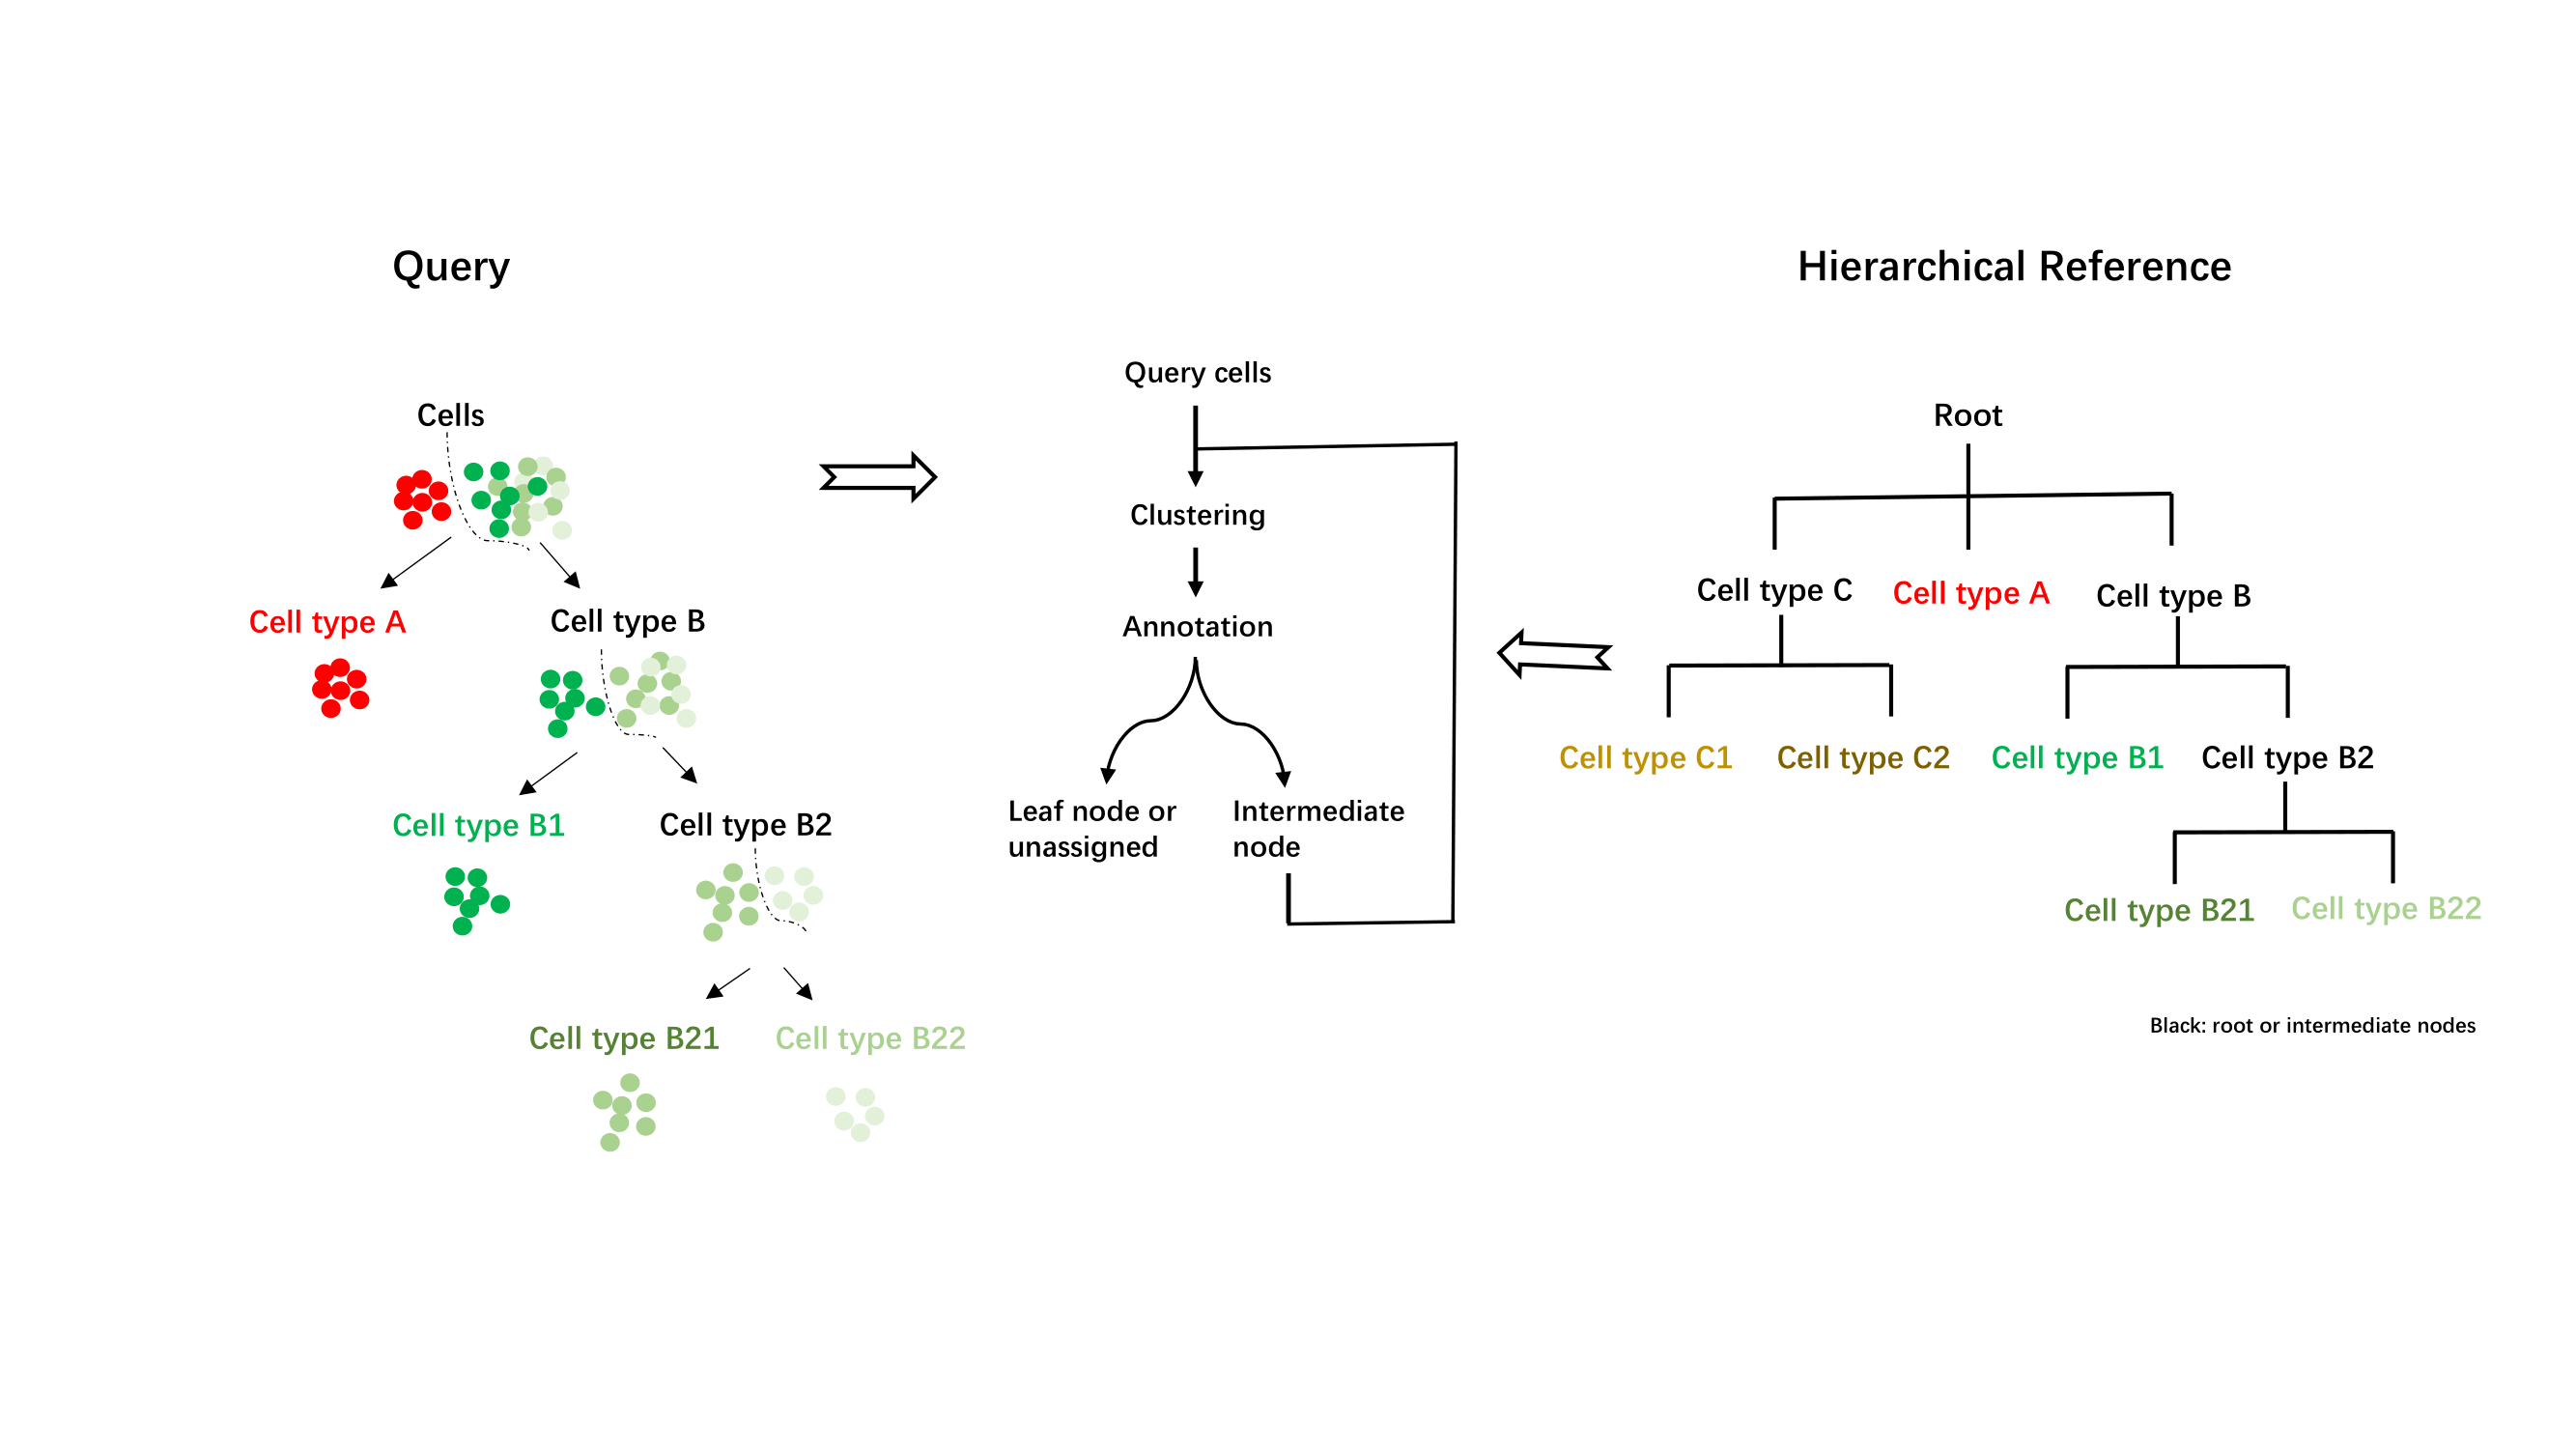 Query
Cells
Cell type A
Cell type B
Cell type B1
Cell type B2
Cell type B21
Cell type B22
Query cells
Clustering
Annotation
Leaf node or
unassigned
Intermediate
node
Hierarchical Reference
Root
Cell type C
Cell type A
Cell type B
Cell type C1
Cell type C2
Cell type B1
Cell type B2
Cell type B21
Cell type B22
Black: root or intermediate nodes